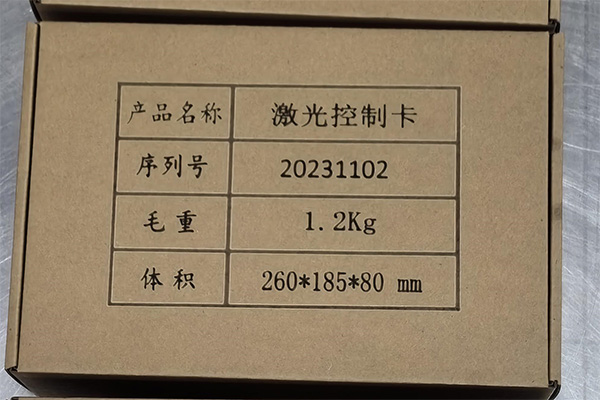 产品名称 激光控制卡
序列号 20231102
毛重 1.2Kg
体积 260*185*80 mm